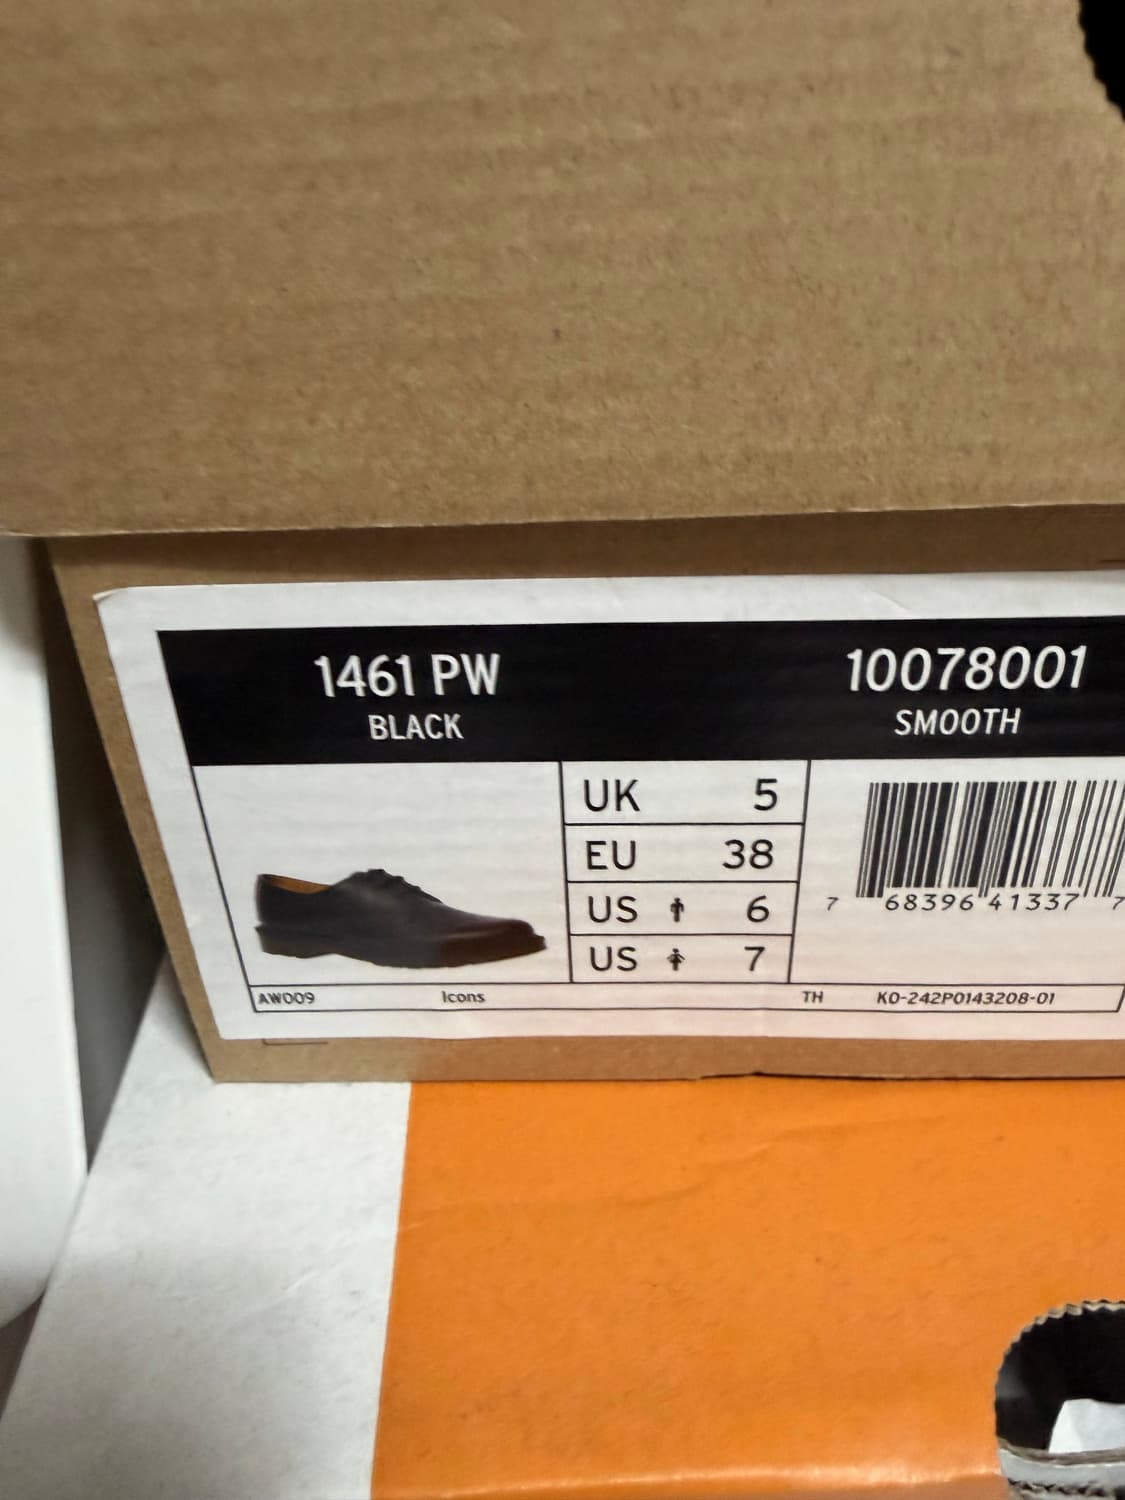 1461 PW
BLACK
10078001
SMOOTH
UK 5
EU 38
US 6
US 7
7 68396 41337 7
AW009 Icons TH KO-242P0143208-01